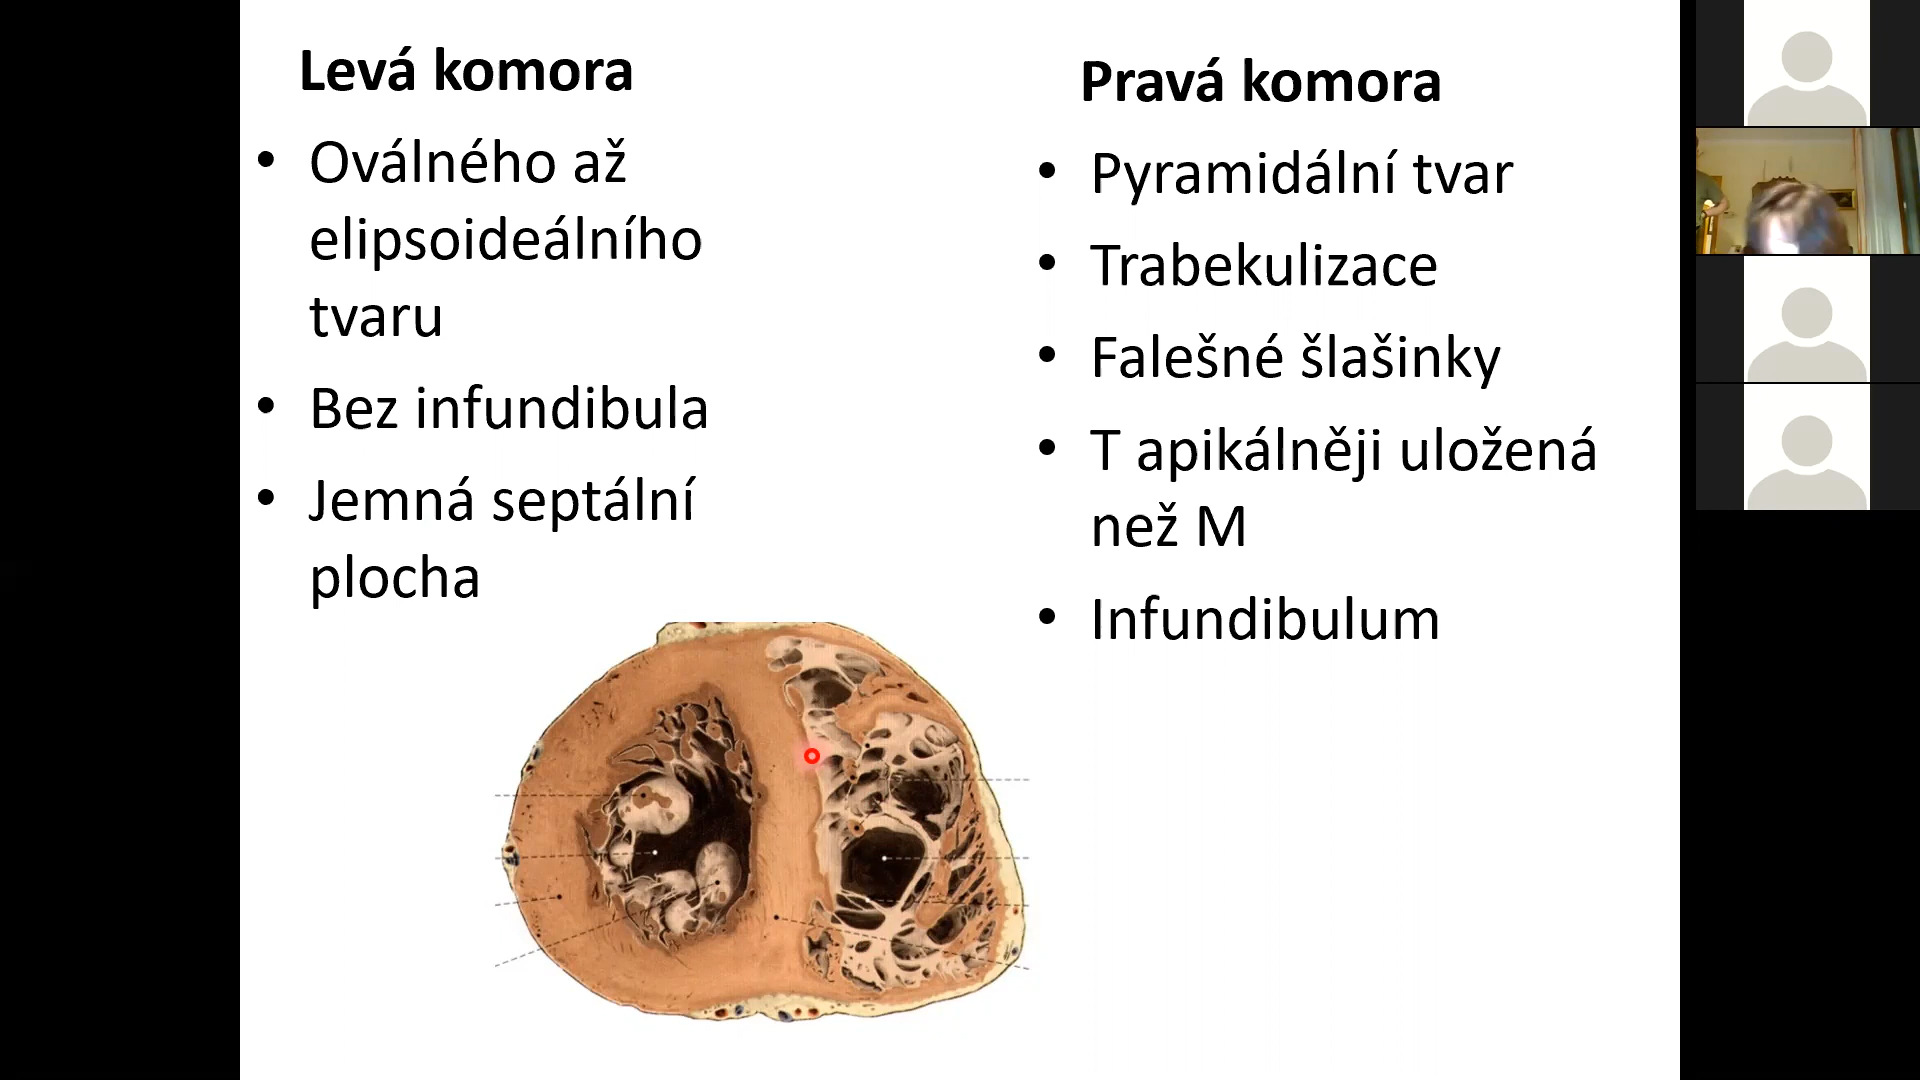 Levá komora
• Oválného až
elipsoideálního
tvaru
• Bez infundibula
• Jemná septální
plocha
Pravá komora
• Pyramidální tvar
• Trabekulizace
• Falešné šlašinky
• T apikálněji uložená
než M
• Infundibulum